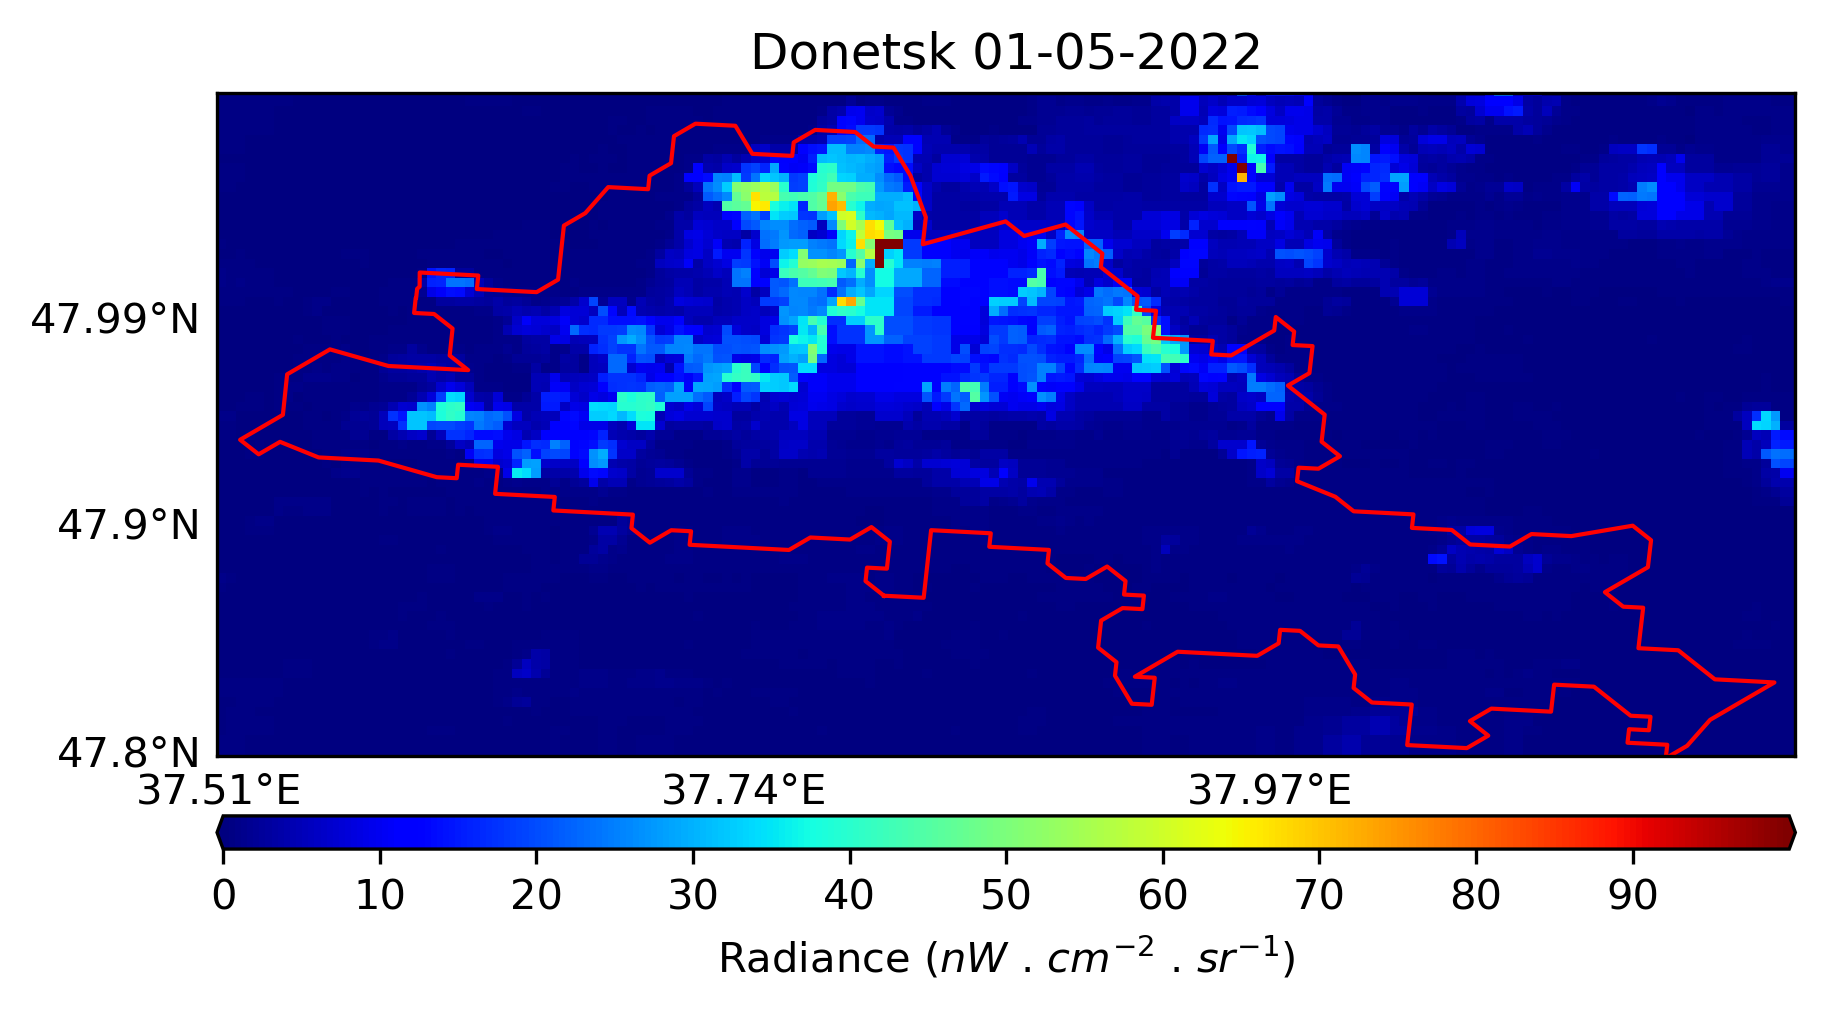 Donetsk 01-05-2022
47.99°N
47.9°N
47.8°N
37.51°E 37.74°E 37.97°E
0 10 20 30 40 50 60 70 80 90
Radiance (nW . cm⁻² . sr⁻¹)